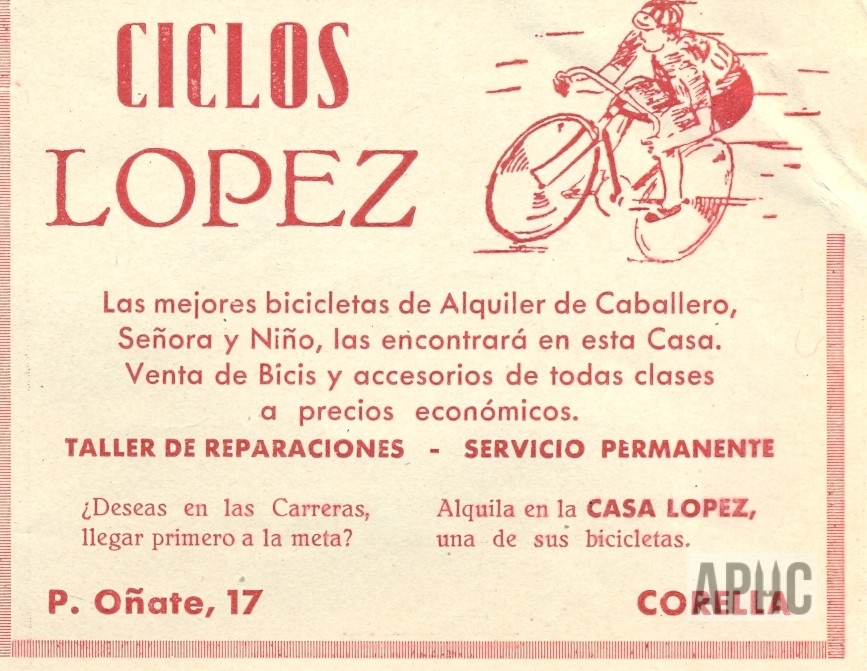 CICLOS
LOPEZ
Las mejores bicicletas de Alquiler de Caballero,
Señora y Niño, las encontrará en esta Casa.
Venta de Bicis y accesorios de todas clases
a precios económicos.
TALLER DE REPARACIONES - SERVICIO PERMANENTE
¿Deseas en las Carreras,
llegar primero a la meta?
Alquila en la CASA LOPEZ,
una de sus bicicletas.
P. Oñate, 17
CORELLA
APHC